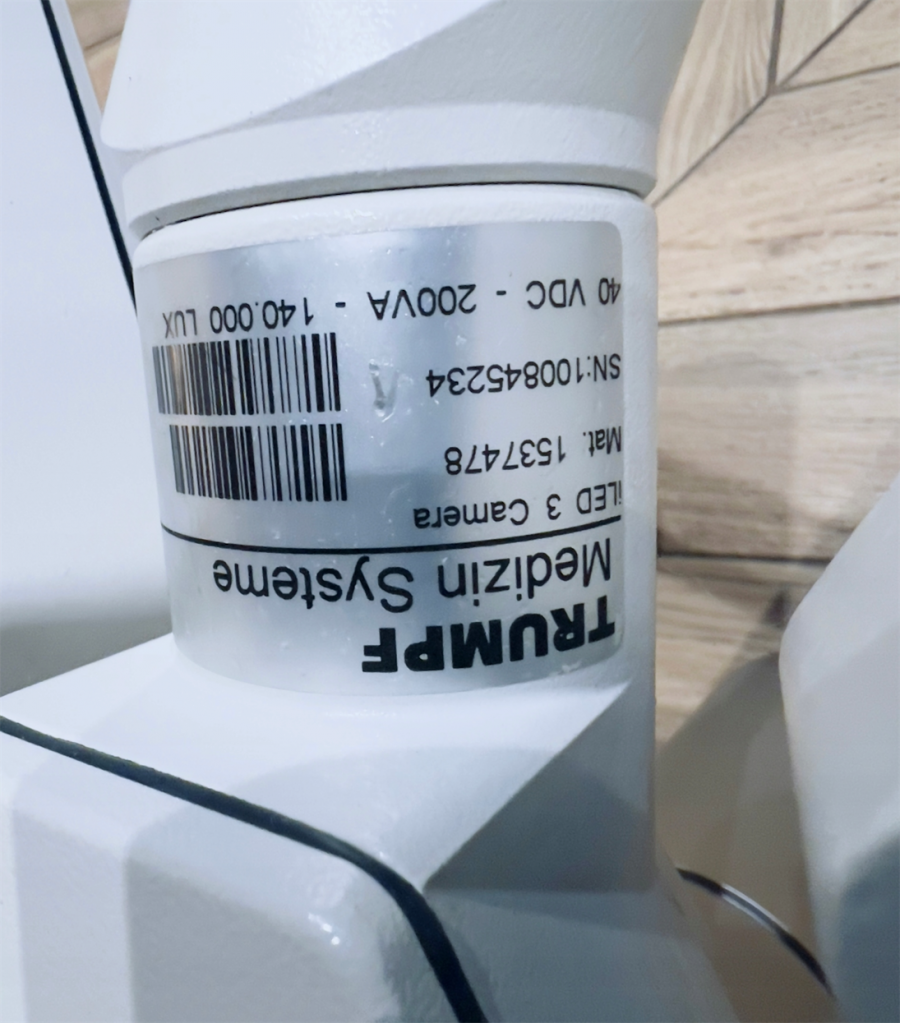 TRUMPF
Medizin Systeme
iLED 3 Camera
Mat. 1537478
SN:100845234
40 VDC - 200VA - 140.000 LUX